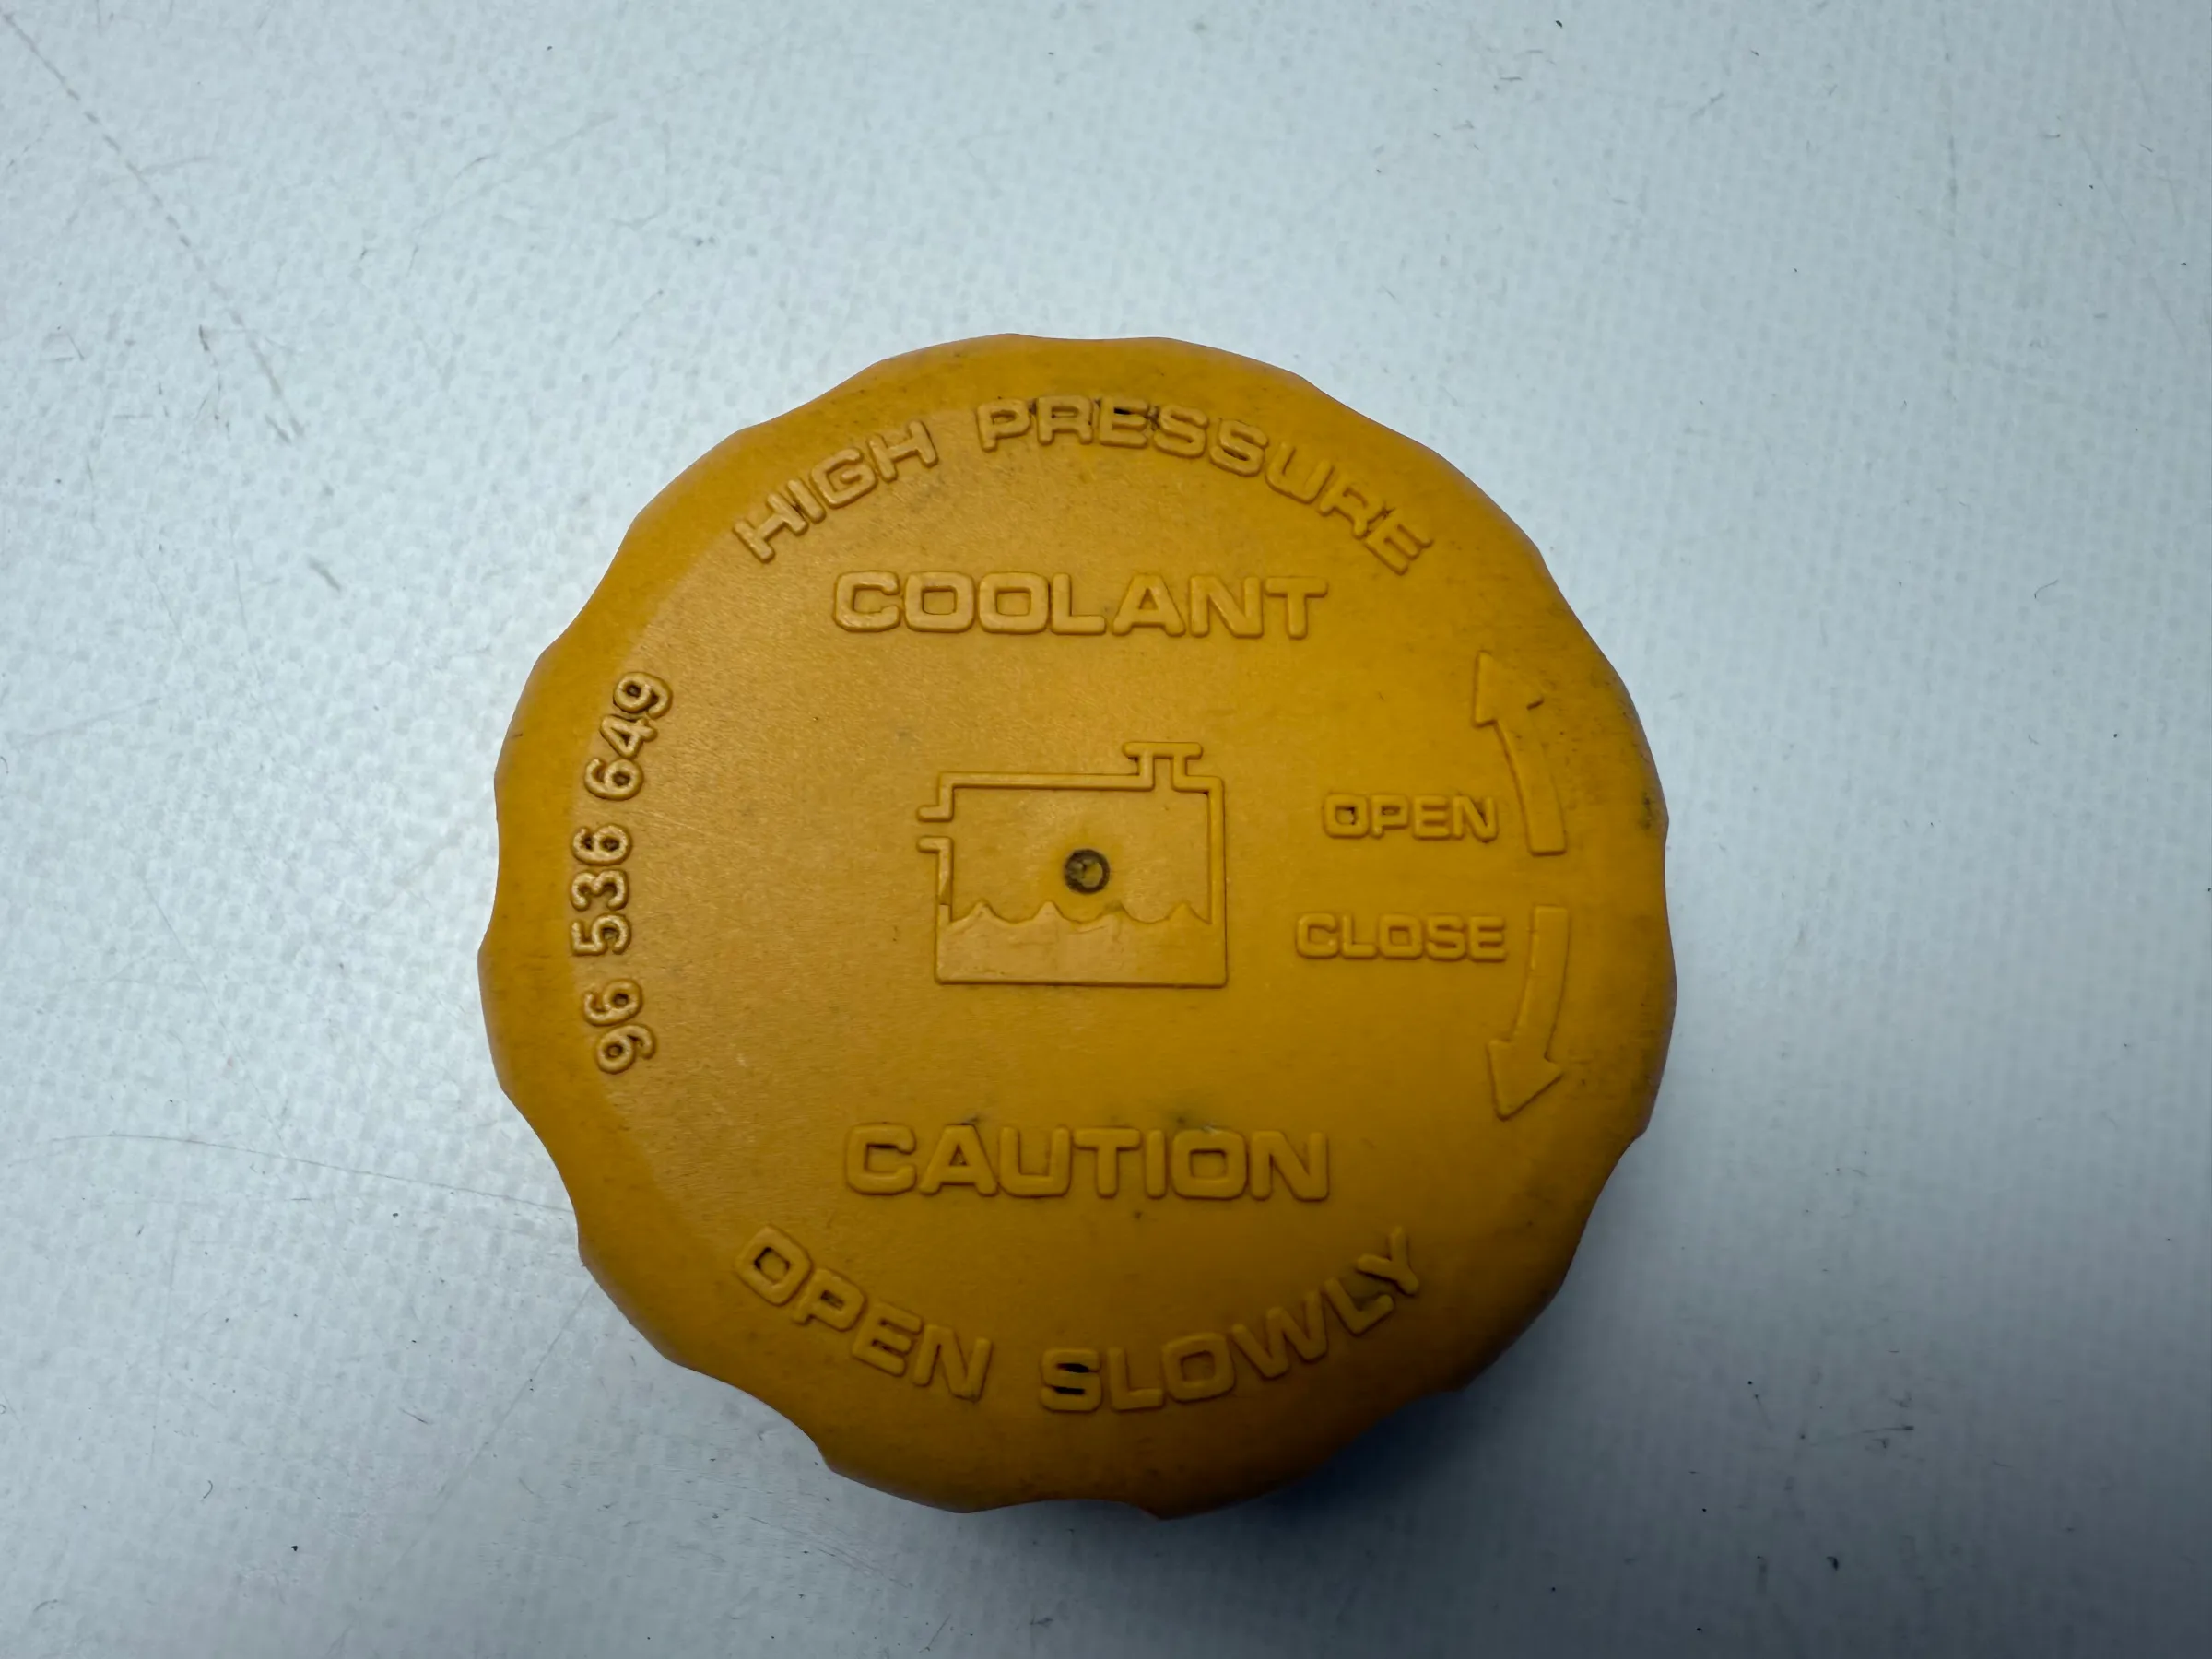 HIGH PRESSURE
COOLANT
96 536 649
OPEN
CLOSE
CAUTION
OPEN SLOWLY